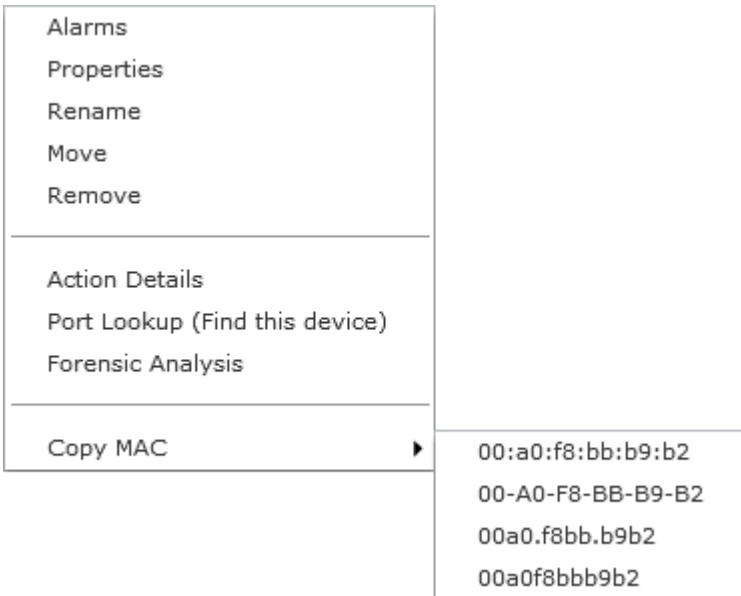 Alarms
Properties
Rename
Move
Remove
Action Details
Port Lookup (Find this device)
Forensic Analysis
Copy MAC
00:a0:f8:bb:b9:b2
00-A0-F8-BB-B9-B2
00a0.f8bb.b9b2
00a0f8bbb9b2